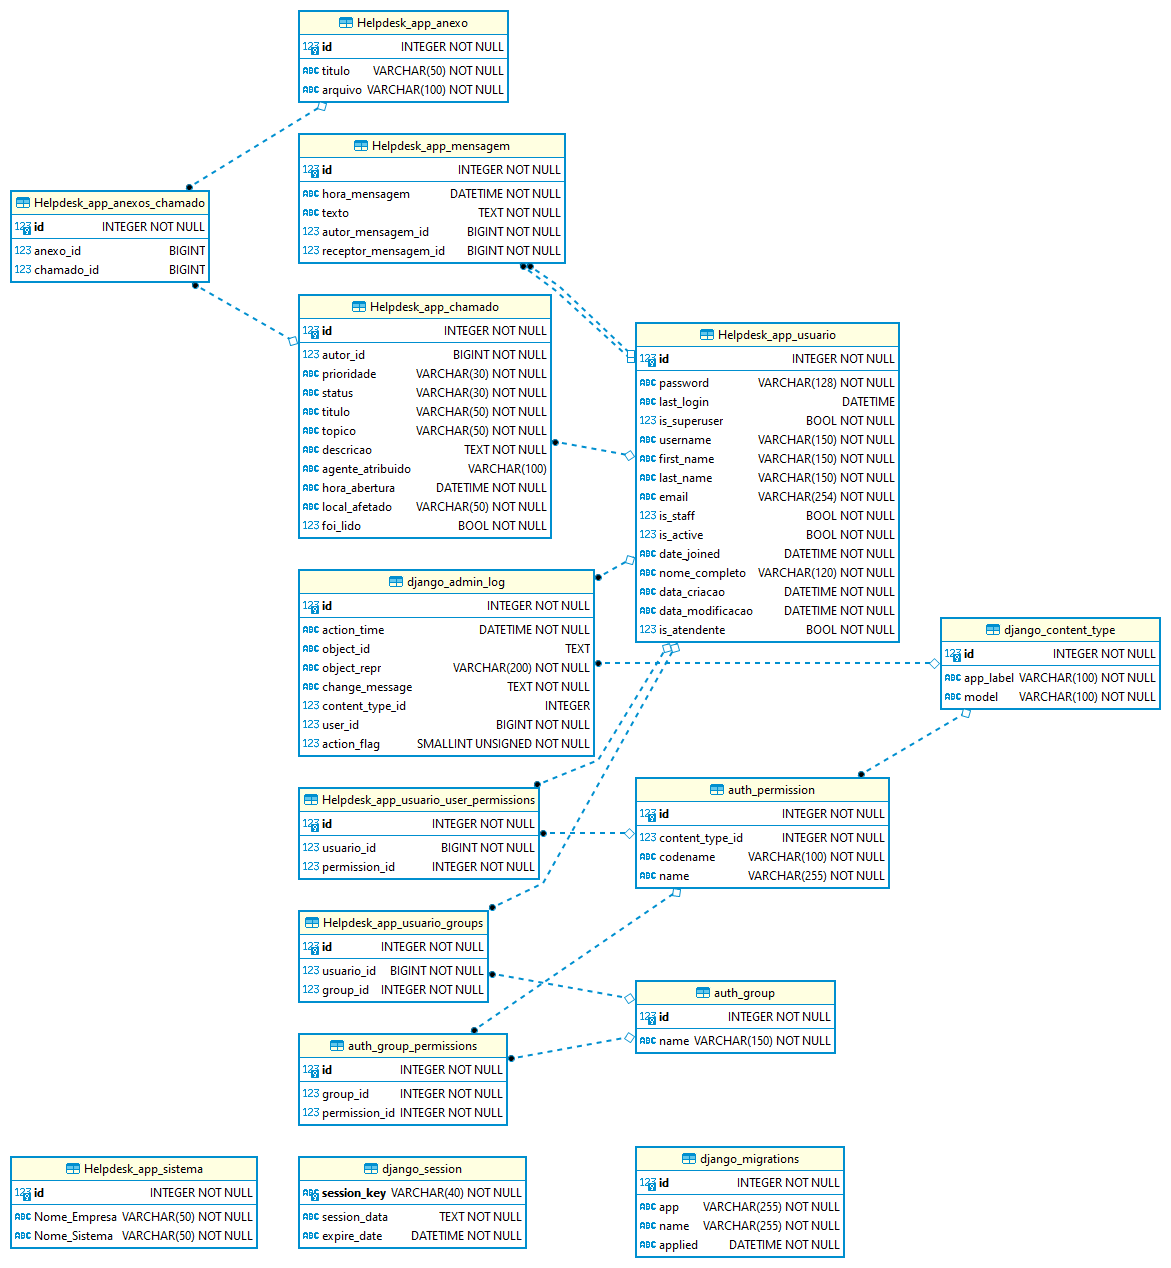 Helpdesk_app_anexo
123 id INTEGER NOT NULL
ABC titulo VARCHAR(50) NOT NULL
ABC arquivo VARCHAR(100) NOT NULL
Helpdesk_app_mensagem
123 id INTEGER NOT NULL
ABC hora_mensagem DATETIME NOT NULL
ABC texto TEXT NOT NULL
123 autor_mensagem_id BIGINT NOT NULL
123 receptor_mensagem_id BIGINT NOT NULL
Helpdesk_app_anexos_chamado
123 id INTEGER NOT NULL
123 anexo_id BIGINT
123 chamado_id BIGINT
Helpdesk_app_chamado
123 id INTEGER NOT NULL
123 autor_id BIGINT NOT NULL
ABC prioridade VARCHAR(30) NOT NULL
ABC status VARCHAR(30) NOT NULL
ABC titulo VARCHAR(50) NOT NULL
ABC topico VARCHAR(50) NOT NULL
ABC descricao TEXT NOT NULL
ABC agente_atribuido VARCHAR(100)
ABC hora_abertura DATETIME NOT NULL
ABC local_afetado VARCHAR(50) NOT NULL
123 foi_lido BOOL NOT NULL
Helpdesk_app_usuario
123 id INTEGER NOT NULL
ABC password VARCHAR(128) NOT NULL
ABC last_login DATETIME
123 is_superuser BOOL NOT NULL
ABC username VARCHAR(150) NOT NULL
ABC first_name VARCHAR(150) NOT NULL
ABC last_name VARCHAR(150) NOT NULL
ABC email VARCHAR(254) NOT NULL
123 is_staff BOOL NOT NULL
123 is_active BOOL NOT NULL
ABC date_joined DATETIME NOT NULL
ABC nome_completo VARCHAR(120) NOT NULL
ABC data_criacao DATETIME NOT NULL
ABC data_modificacao DATETIME NOT NULL
123 is_atendente BOOL NOT NULL
django_admin_log
123 id INTEGER NOT NULL
ABC action_time DATETIME NOT NULL
ABC object_id TEXT
ABC object_repr VARCHAR(200) NOT NULL
ABC change_message TEXT NOT NULL
123 content_type_id INTEGER
123 user_id BIGINT NOT NULL
123 action_flag SMALLINT UNSIGNED NOT NULL
django_content_type
123 id INTEGER NOT NULL
ABC app_label VARCHAR(100) NOT NULL
ABC model VARCHAR(100) NOT NULL
Helpdesk_app_usuario_user_permissions
123 id INTEGER NOT NULL
123 usuario_id BIGINT NOT NULL
123 permission_id INTEGER NOT NULL
auth_permission
123 id INTEGER NOT NULL
123 content_type_id INTEGER NOT NULL
ABC codename VARCHAR(100) NOT NULL
ABC name VARCHAR(255) NOT NULL
Helpdesk_app_usuario_groups
123 id INTEGER NOT NULL
123 usuario_id BIGINT NOT NULL
123 group_id INTEGER NOT NULL
auth_group
123 id INTEGER NOT NULL
ABC name VARCHAR(150) NOT NULL
auth_group_permissions
123 id INTEGER NOT NULL
123 group_id INTEGER NOT NULL
123 permission_id INTEGER NOT NULL
Helpdesk_app_sistema
123 id INTEGER NOT NULL
ABC Nome_Empresa VARCHAR(50) NOT NULL
ABC Nome_Sistema VARCHAR(50) NOT NULL
django_session
ABC session_key VARCHAR(40) NOT NULL
ABC session_data TEXT NOT NULL
ABC expire_date DATETIME NOT NULL
django_migrations
123 id INTEGER NOT NULL
ABC app VARCHAR(255) NOT NULL
ABC name VARCHAR(255) NOT NULL
ABC applied DATETIME NOT NULL